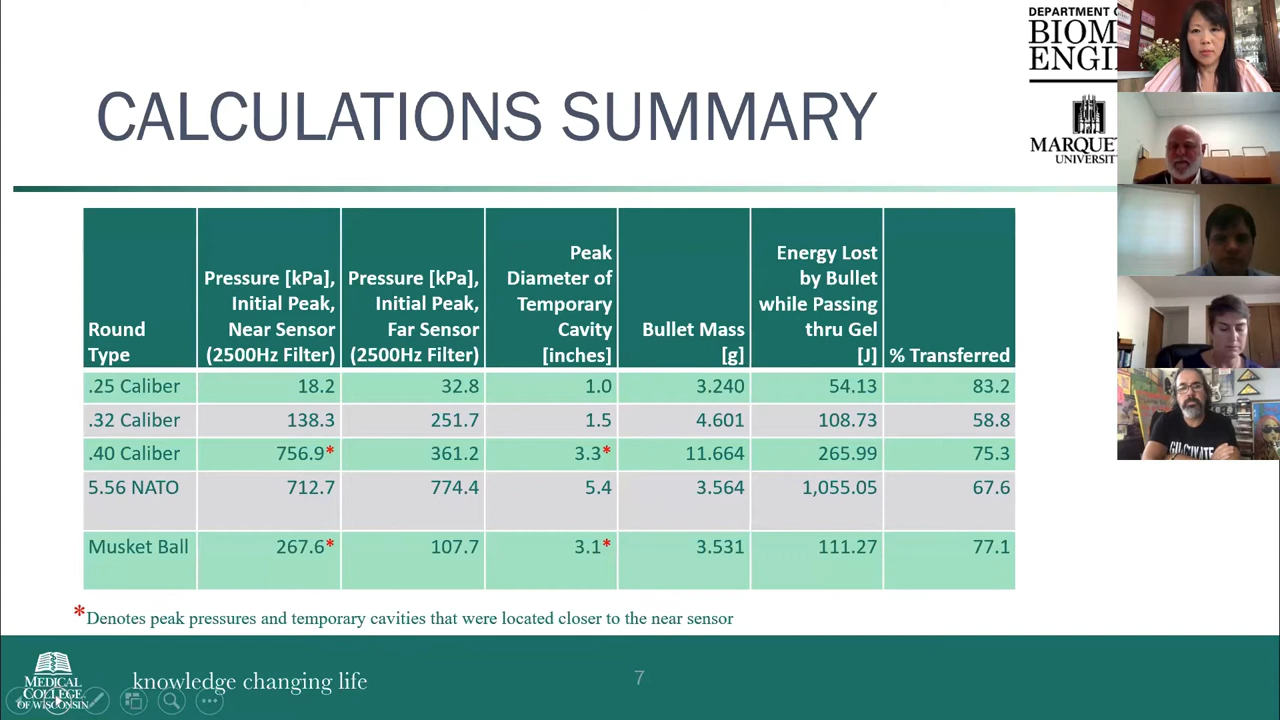 DEPARTMENT
BIOM
ENGI
MARQUE
UNIVERSIT
CALCULATIONS SUMMARY
Round Type
Pressure [kPa], Initial Peak, Near Sensor (2500Hz Filter)
Pressure [kPa], Initial Peak, Far Sensor (2500Hz Filter)
Peak Diameter of Temporary Cavity [inches]
Bullet Mass [g]
Energy Lost by Bullet while Passing thru Gel [J]
% Transferred
.25 Caliber 18.2 32.8 1.0 3.240 54.13 83.2
.32 Caliber 138.3 251.7 1.5 4.601 108.73 58.8
.40 Caliber 756.9* 361.2 3.3* 11.664 265.99 75.3
5.56 NATO 712.7 774.4 5.4 3.564 1,055.05 67.6
Musket Ball 267.6* 107.7 3.1* 3.531 111.27 77.1
*Denotes peak pressures and temporary cavities that were located closer to the near sensor
MEDICAL
COLLEGE
OF WISCONSIN
knowledge changing life
7